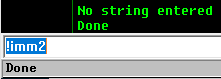 No string entered
Done
!imm2
Done